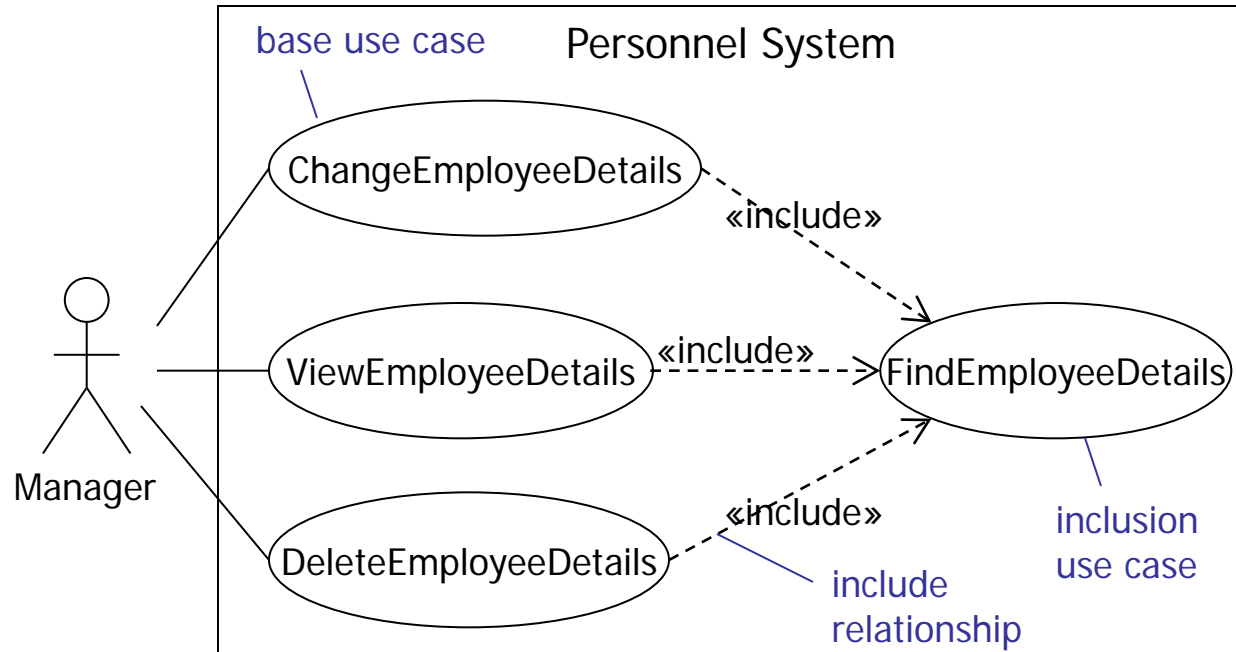 base use case
Personnel System
ChangeEmployeeDetails
«include»
ViewEmployeeDetails
«include»
FindEmployeeDetails
Manager
DeleteEmployeeDetails
«include»
inclusion
use case
include
relationship